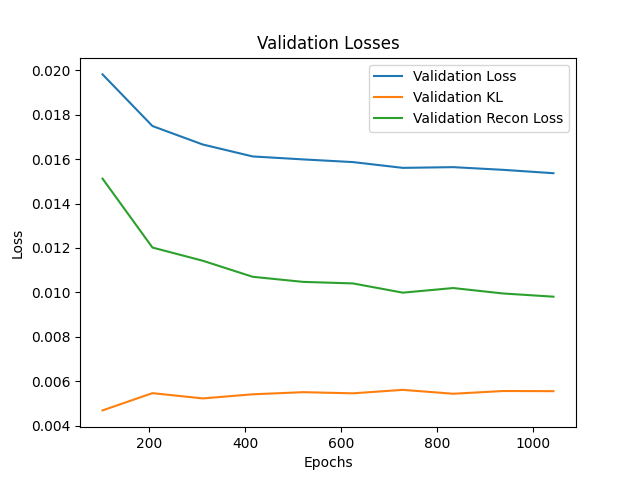 Validation Losses
Validation Loss
Validation KL
Validation Recon Loss
0.020
0.018
0.016
0.014
0.012
0.010
0.008
0.006
0.004
Loss
200
400
600
800
1000
Epochs